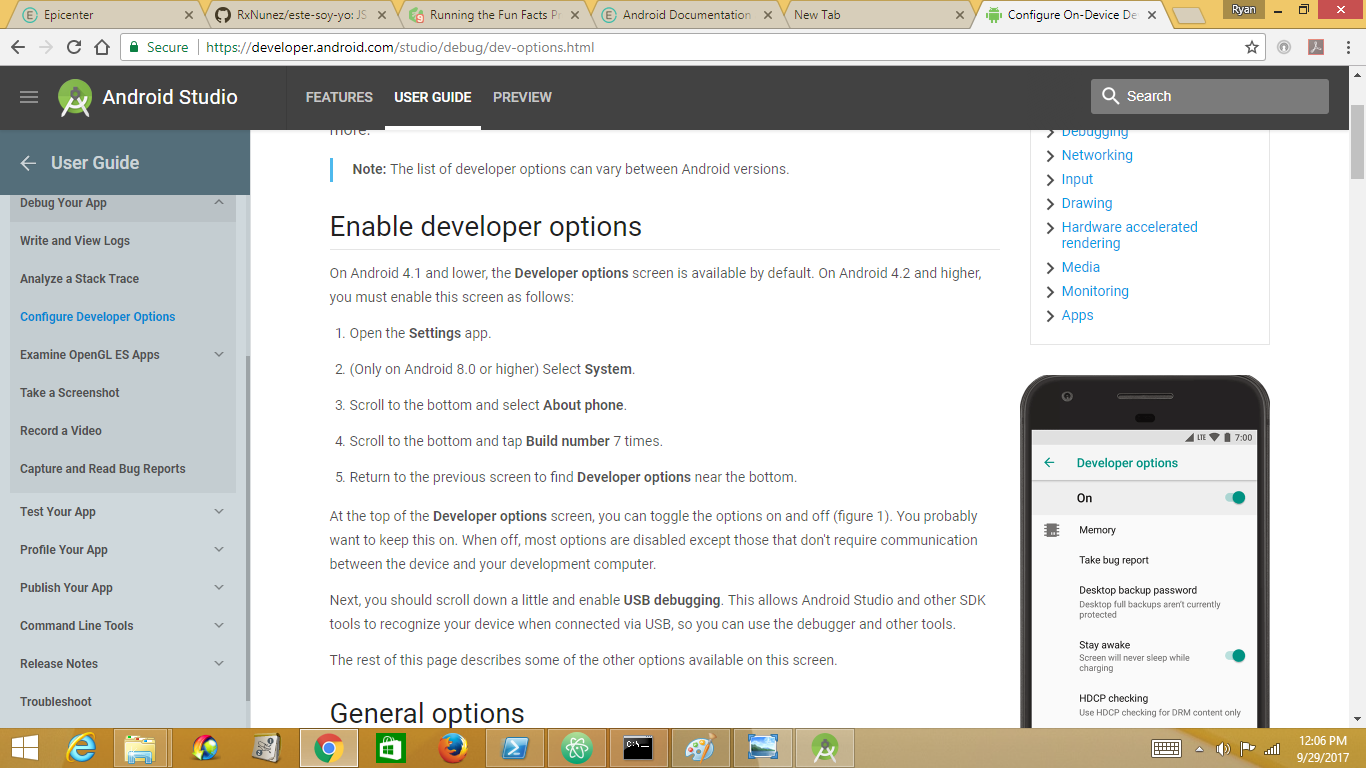 Epicenter
RxNunez/este-soy-yo: JS
Running the Fun Facts Pr
Android Documentation
New Tab
Configure On-Device De
Ryan
Secure
https://developer.android.com/studio/debug/dev-options.html
Android Studio
FEATURES
USER GUIDE
PREVIEW
Search
User Guide
Debug Your App
Write and View Logs
Analyze a Stack Trace
Configure Developer Options
Examine OpenGL ES Apps
Take a Screenshot
Record a Video
Capture and Read Bug Reports
Test Your App
Profile Your App
Publish Your App
Command Line Tools
Release Notes
Troubleshoot
more.
Note: The list of developer options can vary between Android versions.
Enable developer options
On Android 4.1 and lower, the Developer options screen is available by default. On Android 4.2 and higher,
you must enable this screen as follows:
1. Open the Settings app.
2. (Only on Android 8.0 or higher) Select System.
3. Scroll to the bottom and select About phone.
4. Scroll to the bottom and tap Build number 7 times.
5. Return to the previous screen to find Developer options near the bottom.
At the top of the Developer options screen, you can toggle the options on and off (figure 1). You probably
want to keep this on. When off, most options are disabled except those that don't require communication
between the device and your development computer.
Next, you should scroll down a little and enable USB debugging. This allows Android Studio and other SDK
tools to recognize your device when connected via USB, so you can use the debugger and other tools.
The rest of this page describes some of the other options available on this screen.
General options
Debugging
Networking
Input
Drawing
Hardware accelerated
rendering
Media
Monitoring
Apps
LTE 7:00
Developer options
On
Memory
Take bug report
Desktop backup password
Desktop full backups aren't currently
protected
Stay awake
Screen will never sleep while
charging
HDCP checking
Use HDCP checking for DRM content only
C:\
12:06 PM
9/29/2017